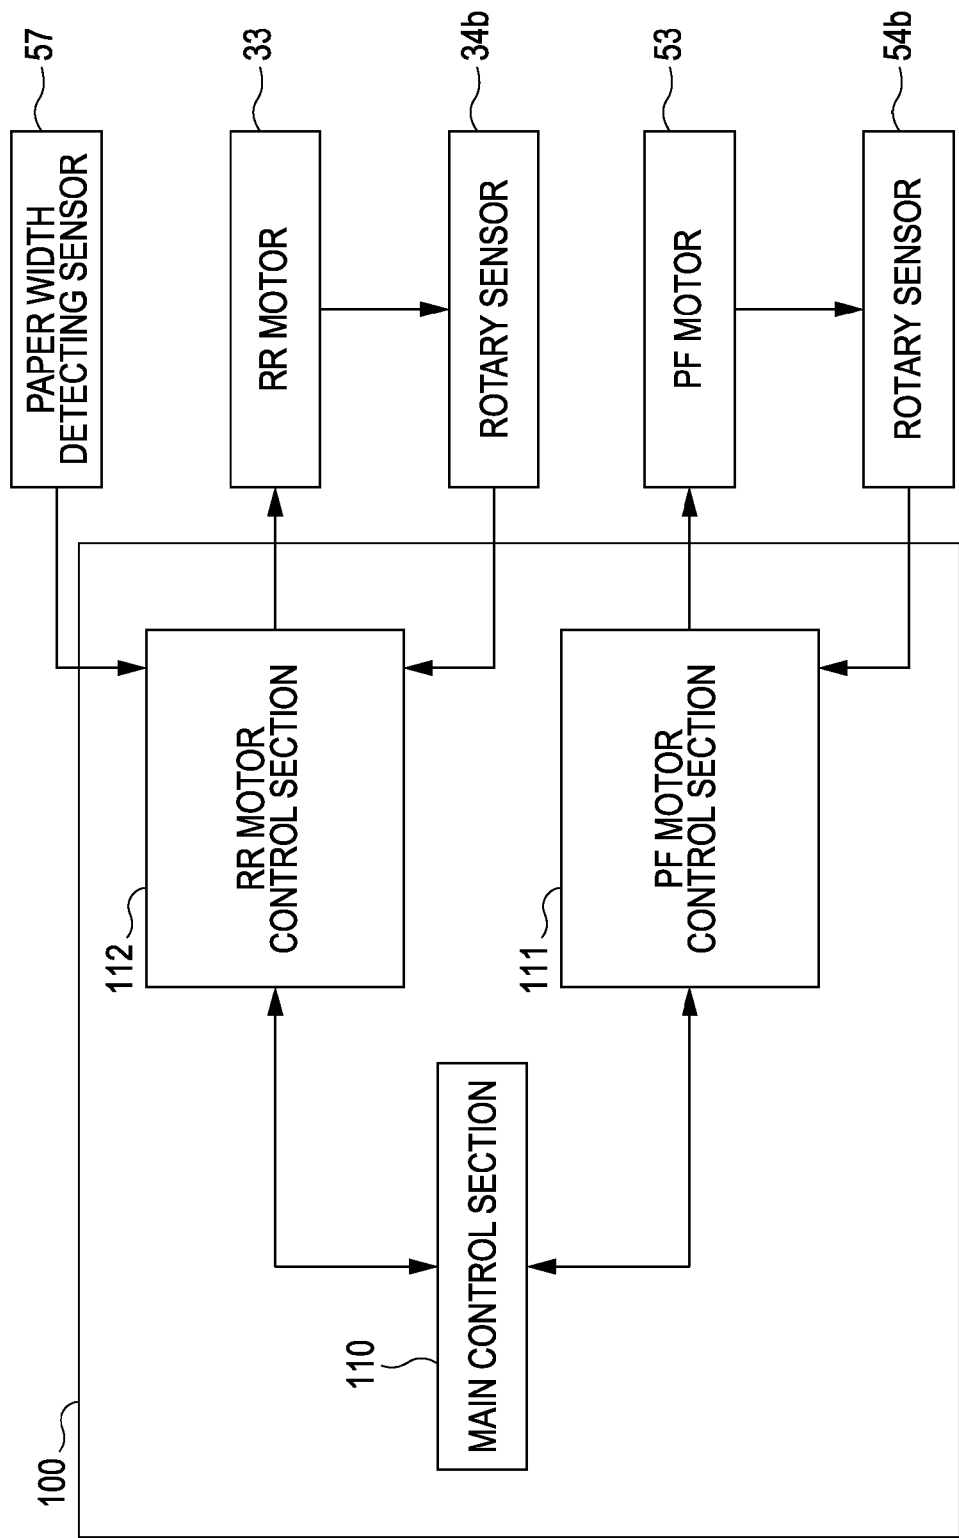 100
110
MAIN CONTROL SECTION
112
RR MOTOR
CONTROL SECTION
111
PF MOTOR
CONTROL SECTION
PAPER WIDTH
DETECTING SENSOR
57
RR MOTOR
33
ROTARY SENSOR
34b
PF MOTOR
53
ROTARY SENSOR
54b